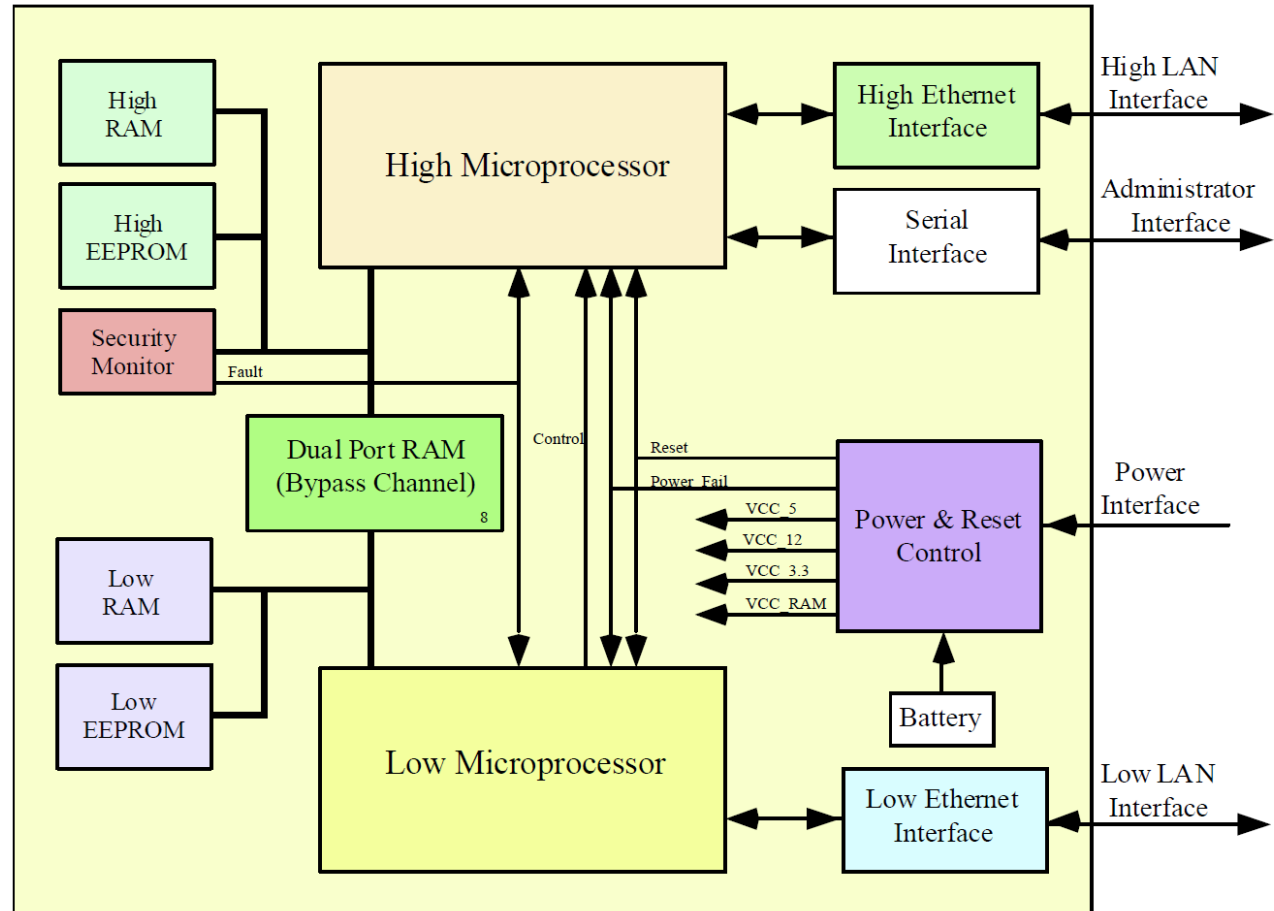 High
RAM
High
EEPROM
Security
Monitor
Fault
High Microprocessor
High Ethernet
Interface
High LAN
Interface
Serial
Interface
Administrator
Interface
Dual Port RAM
(Bypass Channel)
8
Control
Reset
Power_Fail
VCC_5
VCC_12
VCC_3.3
VCC_RAM
Power & Reset
Control
Power
Interface
Battery
Low
RAM
Low
EEPROM
Low Microprocessor
Low Ethernet
Interface
Low LAN
Interface